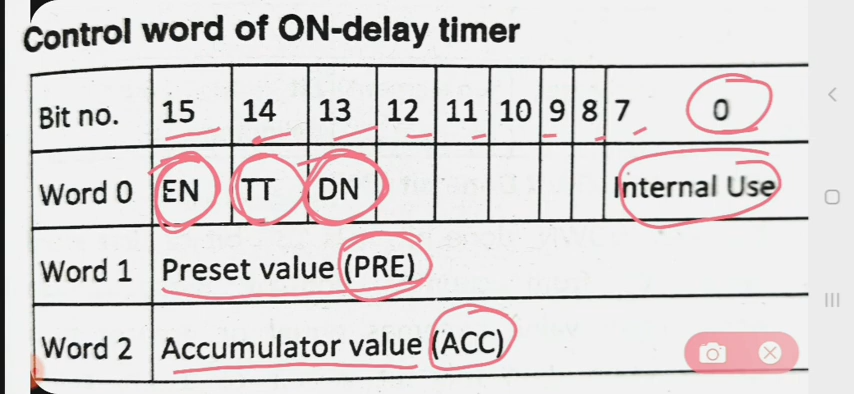 Control word of ON-delay timer
Bit no. 15 14 13 12 11 10 9 8 7 0
Word 0 EN TT DN Internal Use
Word 1 Preset value (PRE)
Word 2 Accumulator value (ACC)